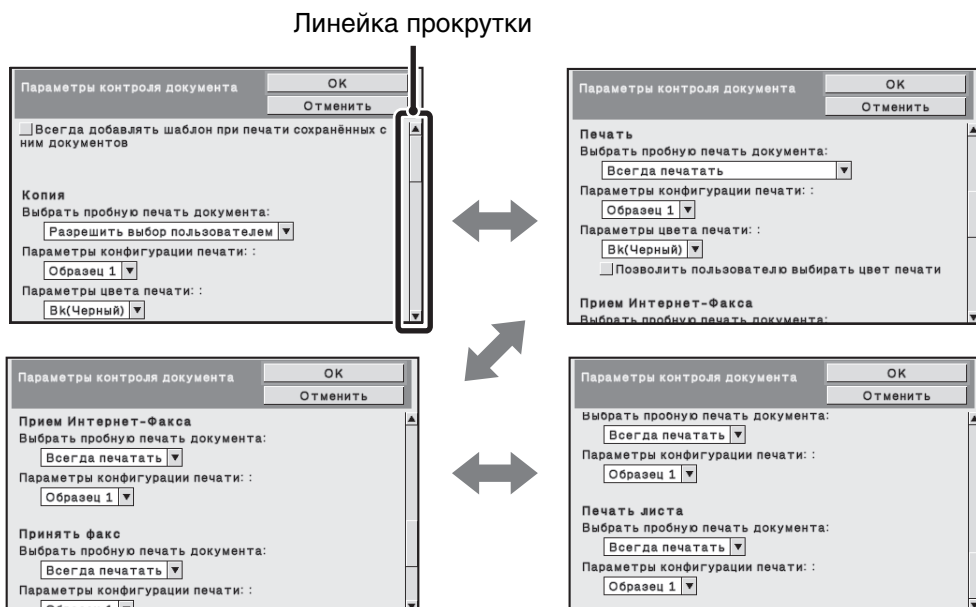 Линейка прокрутки
Параметры контроля документа
OK
Отменить
Всегда добавлять шаблон при печати сохранённых с
ним документов
Копия
Выбрать пробную печать документа:
Разрешить выбор пользователем
Параметры конфигурации печати: :
Образец 1
Параметры цвета печати: :
Bk(Черный)
Параметры контроля документа
OK
Отменить
Печать
Выбрать пробную печать документа:
Всегда печатать
Параметры конфигурации печати: :
Образец 1
Параметры цвета печати: :
Bk(Черный)
Позволить пользователю выбирать цвет печати
Прием Интернет-Факса
Выбрать пробную печать документа:
Параметры контроля документа
OK
Отменить
Прием Интернет-Факса
Выбрать пробную печать документа:
Всегда печатать
Параметры конфигурации печати: :
Образец 1
Принять факс
Выбрать пробную печать документа:
Всегда печатать
Параметры конфигурации печати: :
Образец 1
Параметры контроля документа
OK
Отменить
Выбрать пробную печать документа:
Всегда печатать
Параметры конфигурации печати: :
Образец 1
Печать листа
Выбрать пробную печать документа:
Всегда печатать
Параметры конфигурации печати: :
Образец 1